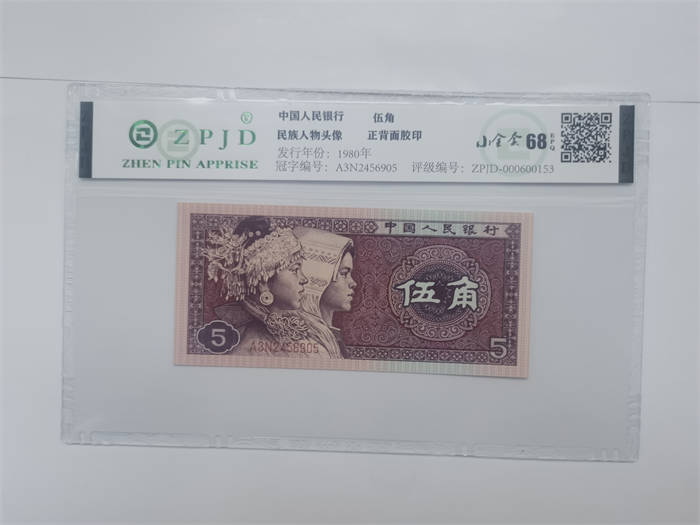 ZPJD
ZHEN PIN APPRISE
中国人民银行 伍角
民族人物头像 正背面胶印
发行年份：1980年
冠字编号：A3N2456905 评级编号：ZPJD-000600153
68 EPQ
中国人民银行
伍角
5
A3N2456905
5